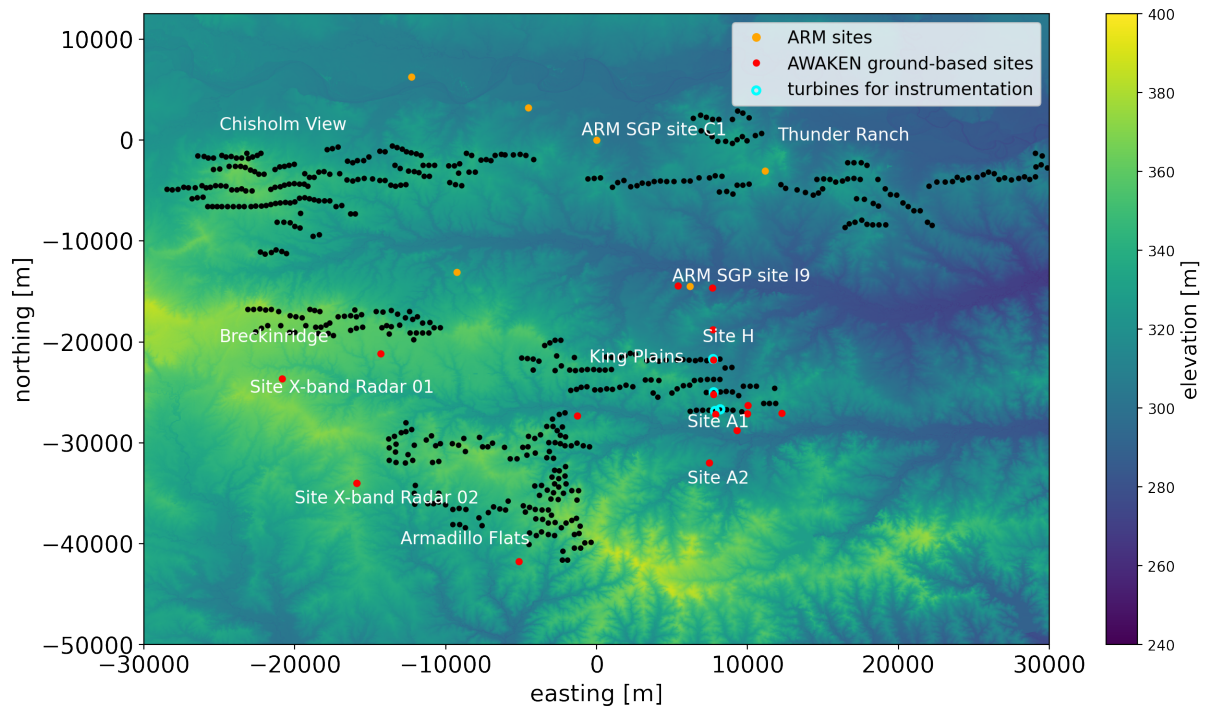 10000
0
−10000
−20000
−30000
−40000
−50000
northing [m]
−30000
−20000
−10000
0
10000
20000
30000
easting [m]
ARM sites
AWAKEN ground-based sites
turbines for instrumentation
Chisholm View
ARM SGP site C1
Thunder Ranch
ARM SGP site I9
Breckinridge
Site H
King Plains
Site X-band Radar 01
Site A1
Site A2
Site X-band Radar 02
Armadillo Flats
400
380
360
340
320
300
280
260
240
elevation [m]